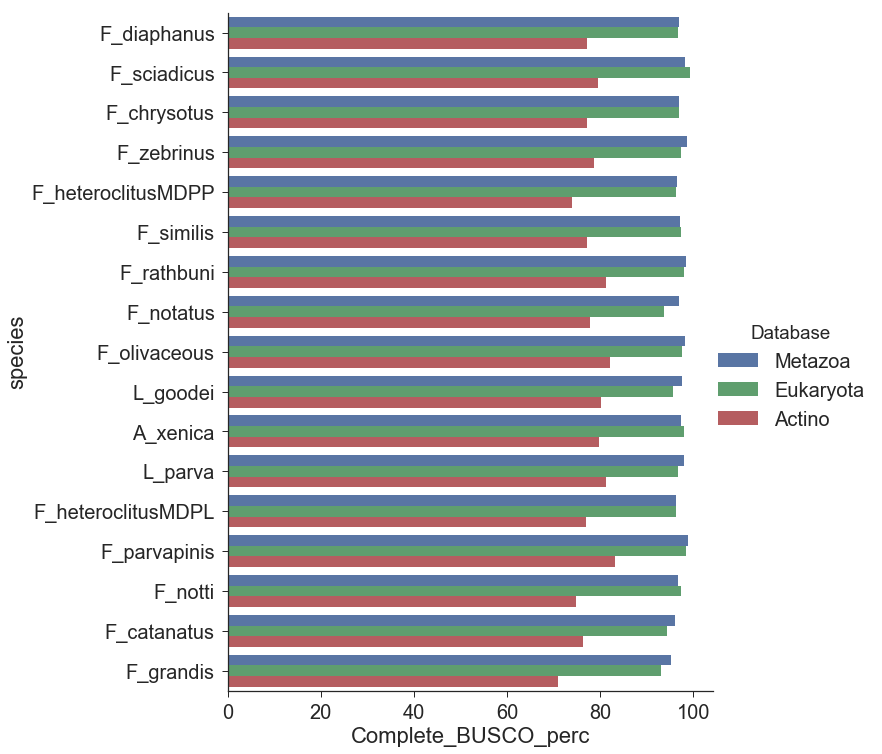 F_diaphanus
F_sciadicus
F_chrysotus
F_zebrinus
F_heteroclitusMDPP
F_similis
F_rathbuni
F_notatus
F_olivaceous
L_goodei
A_xenica
L_parva
F_heteroclitusMDPL
F_parvapinis
F_notti
F_catanatus
F_grandis
species
0 20 40 60 80 100
Complete_BUSCO_perc
Database
Metazoa
Eukaryota
Actino